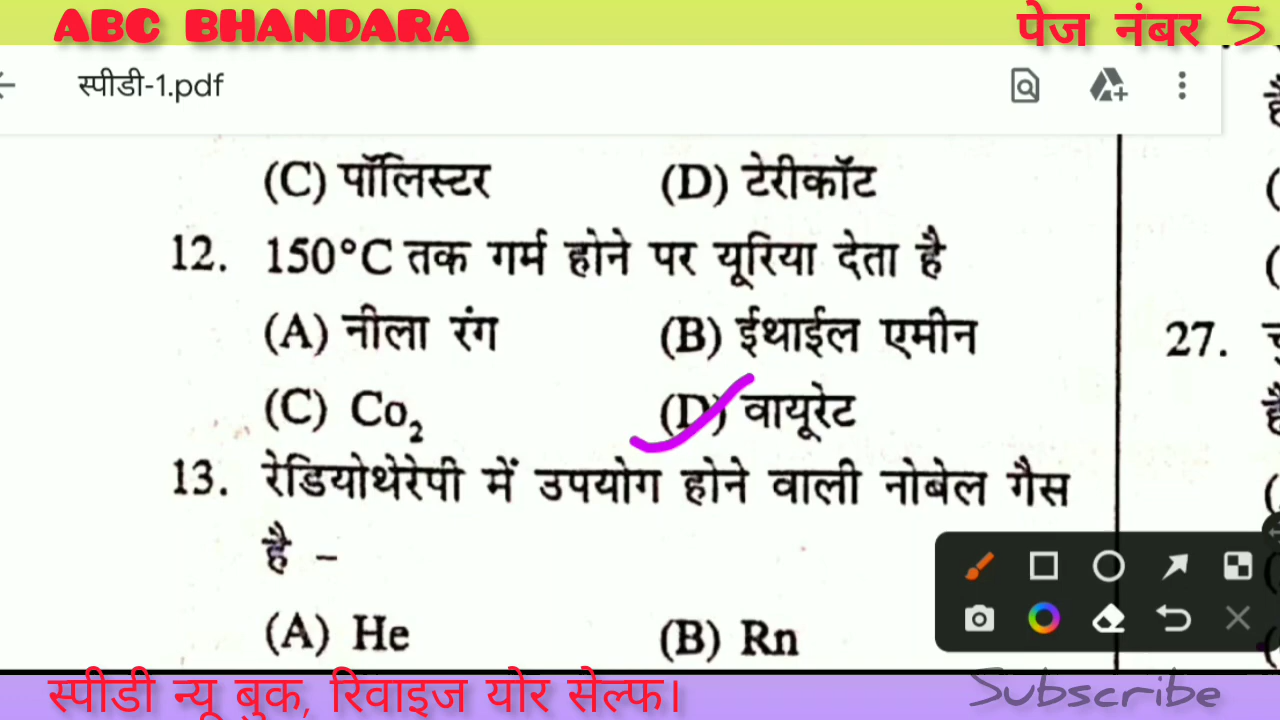 ABC BHANDARA
पेज नंबर 5
स्पीडी-1.pdf
(C) पॉलिस्टर (D) टेरीकॉट
12. 150°C तक गर्म होने पर यूरिया देता है
(A) नीला रंग (B) ईथाईल एमीन
(C) Co₂ (D) वायूरेट
13. रेडियोथेरेपी में उपयोग होने वाली नोबेल गैस
है –
(A) He (B) Rn
27.
स्पीडी न्यू बुक, रिवाइज योर सेल्फ।
Subscribe